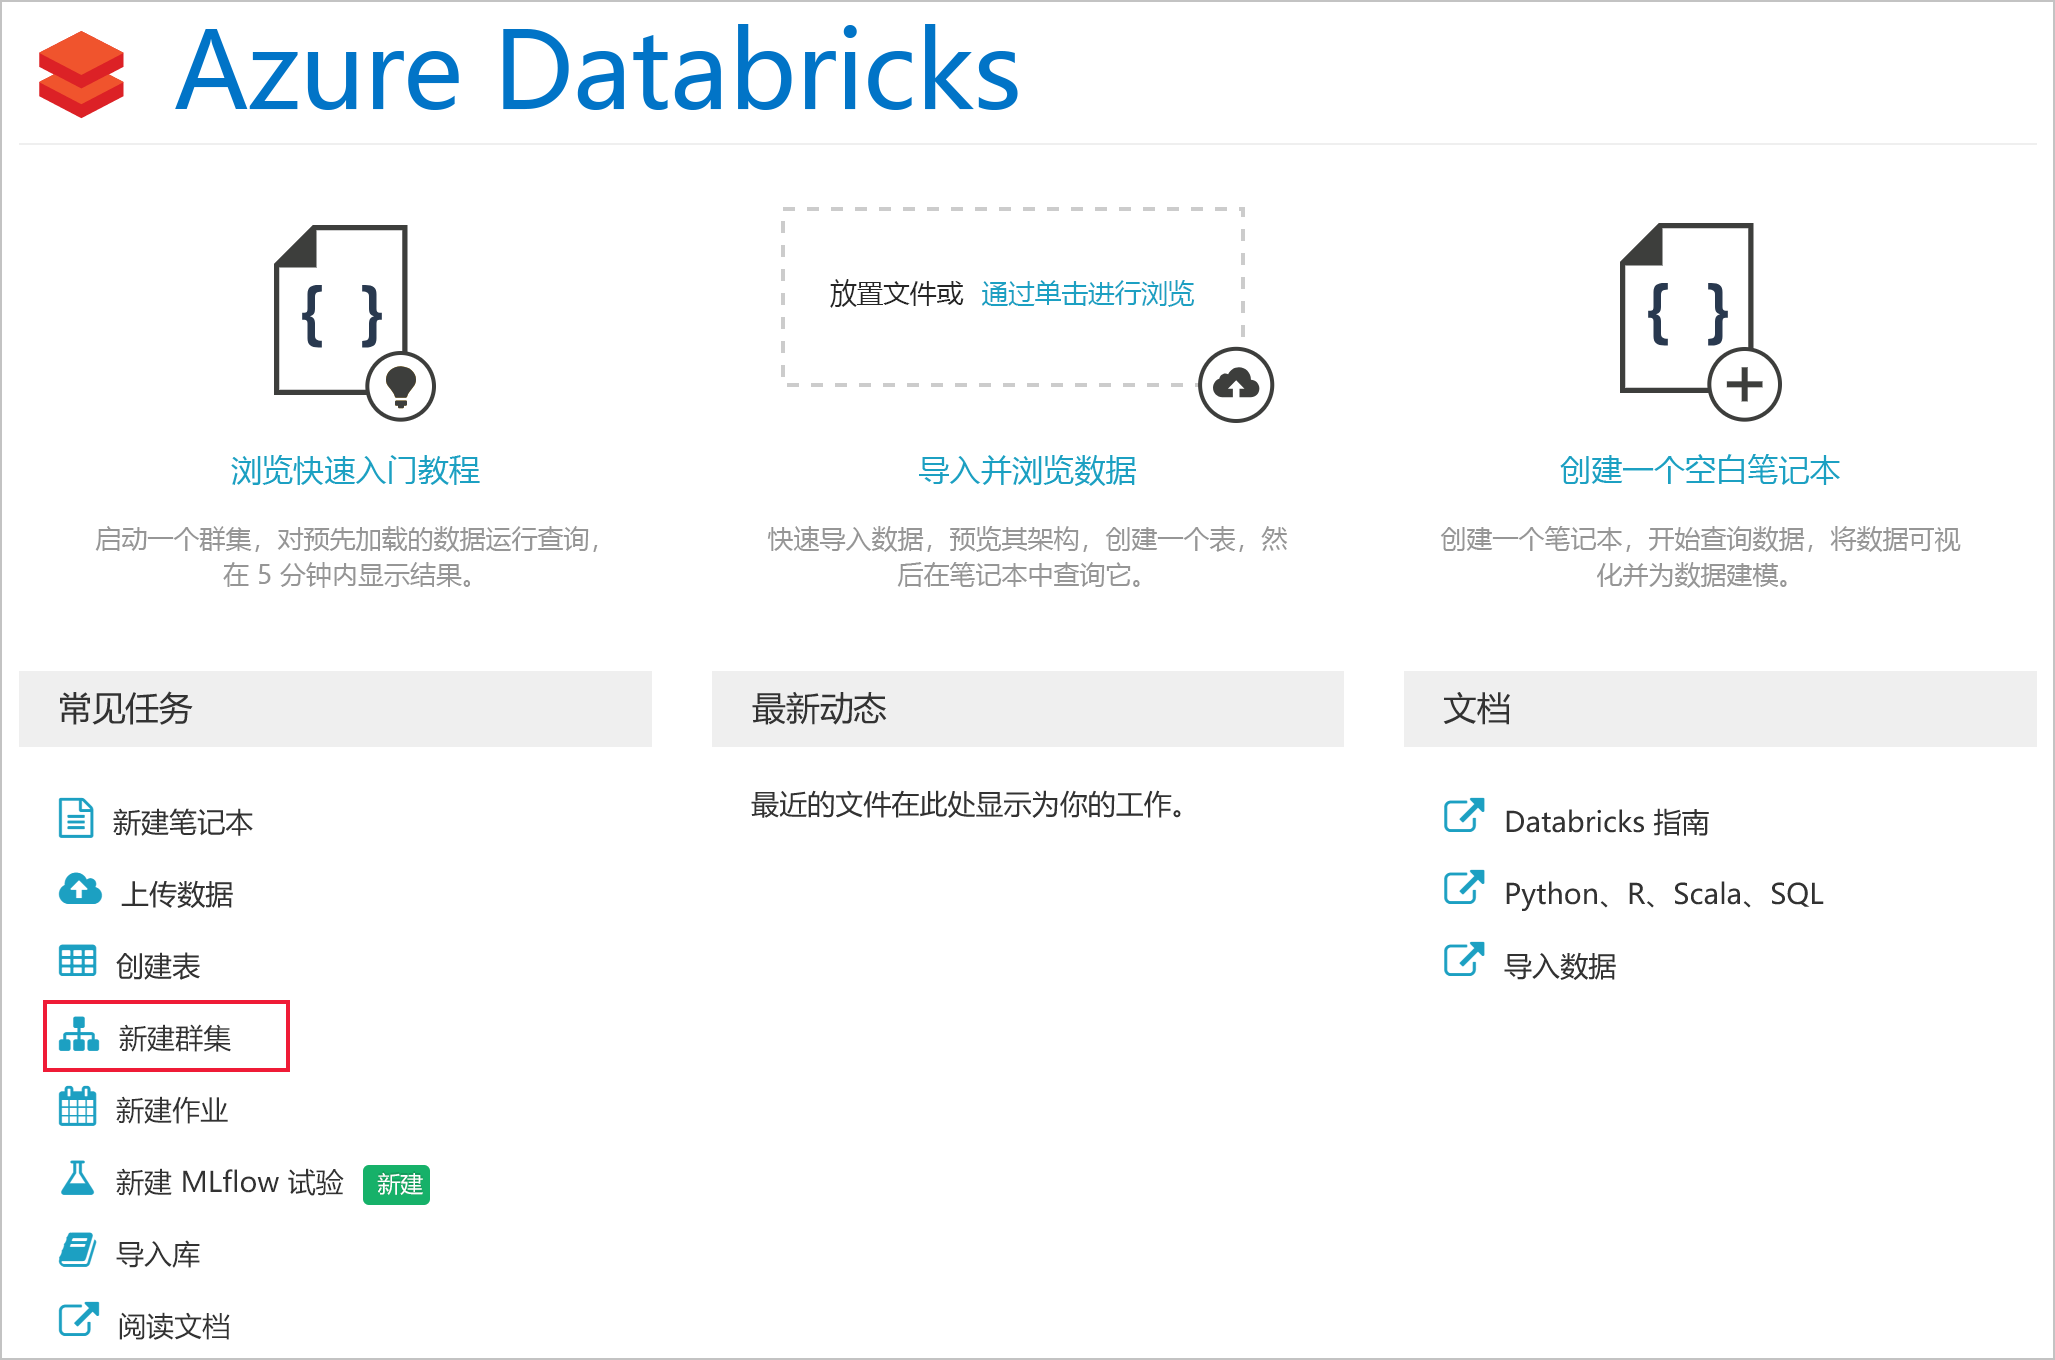 Azure Databricks
{ }
放置文件或 通过单击进行浏览
{ }
浏览快速入门教程
启动一个群集，对预先加载的数据运行查询，
在 5 分钟内显示结果。
导入并浏览数据
快速导入数据，预览其架构，创建一个表，然
后在笔记本中查询它。
创建一个空白笔记本
创建一个笔记本，开始查询数据，将数据可视
化并为数据建模。
常见任务
新建笔记本
上传数据
创建表
新建群集
新建作业
新建 MLflow 试验 新建
导入库
阅读文档
最新动态
最近的文件在此处显示为你的工作。
文档
Databricks 指南
Python、R、Scala、SQL
导入数据